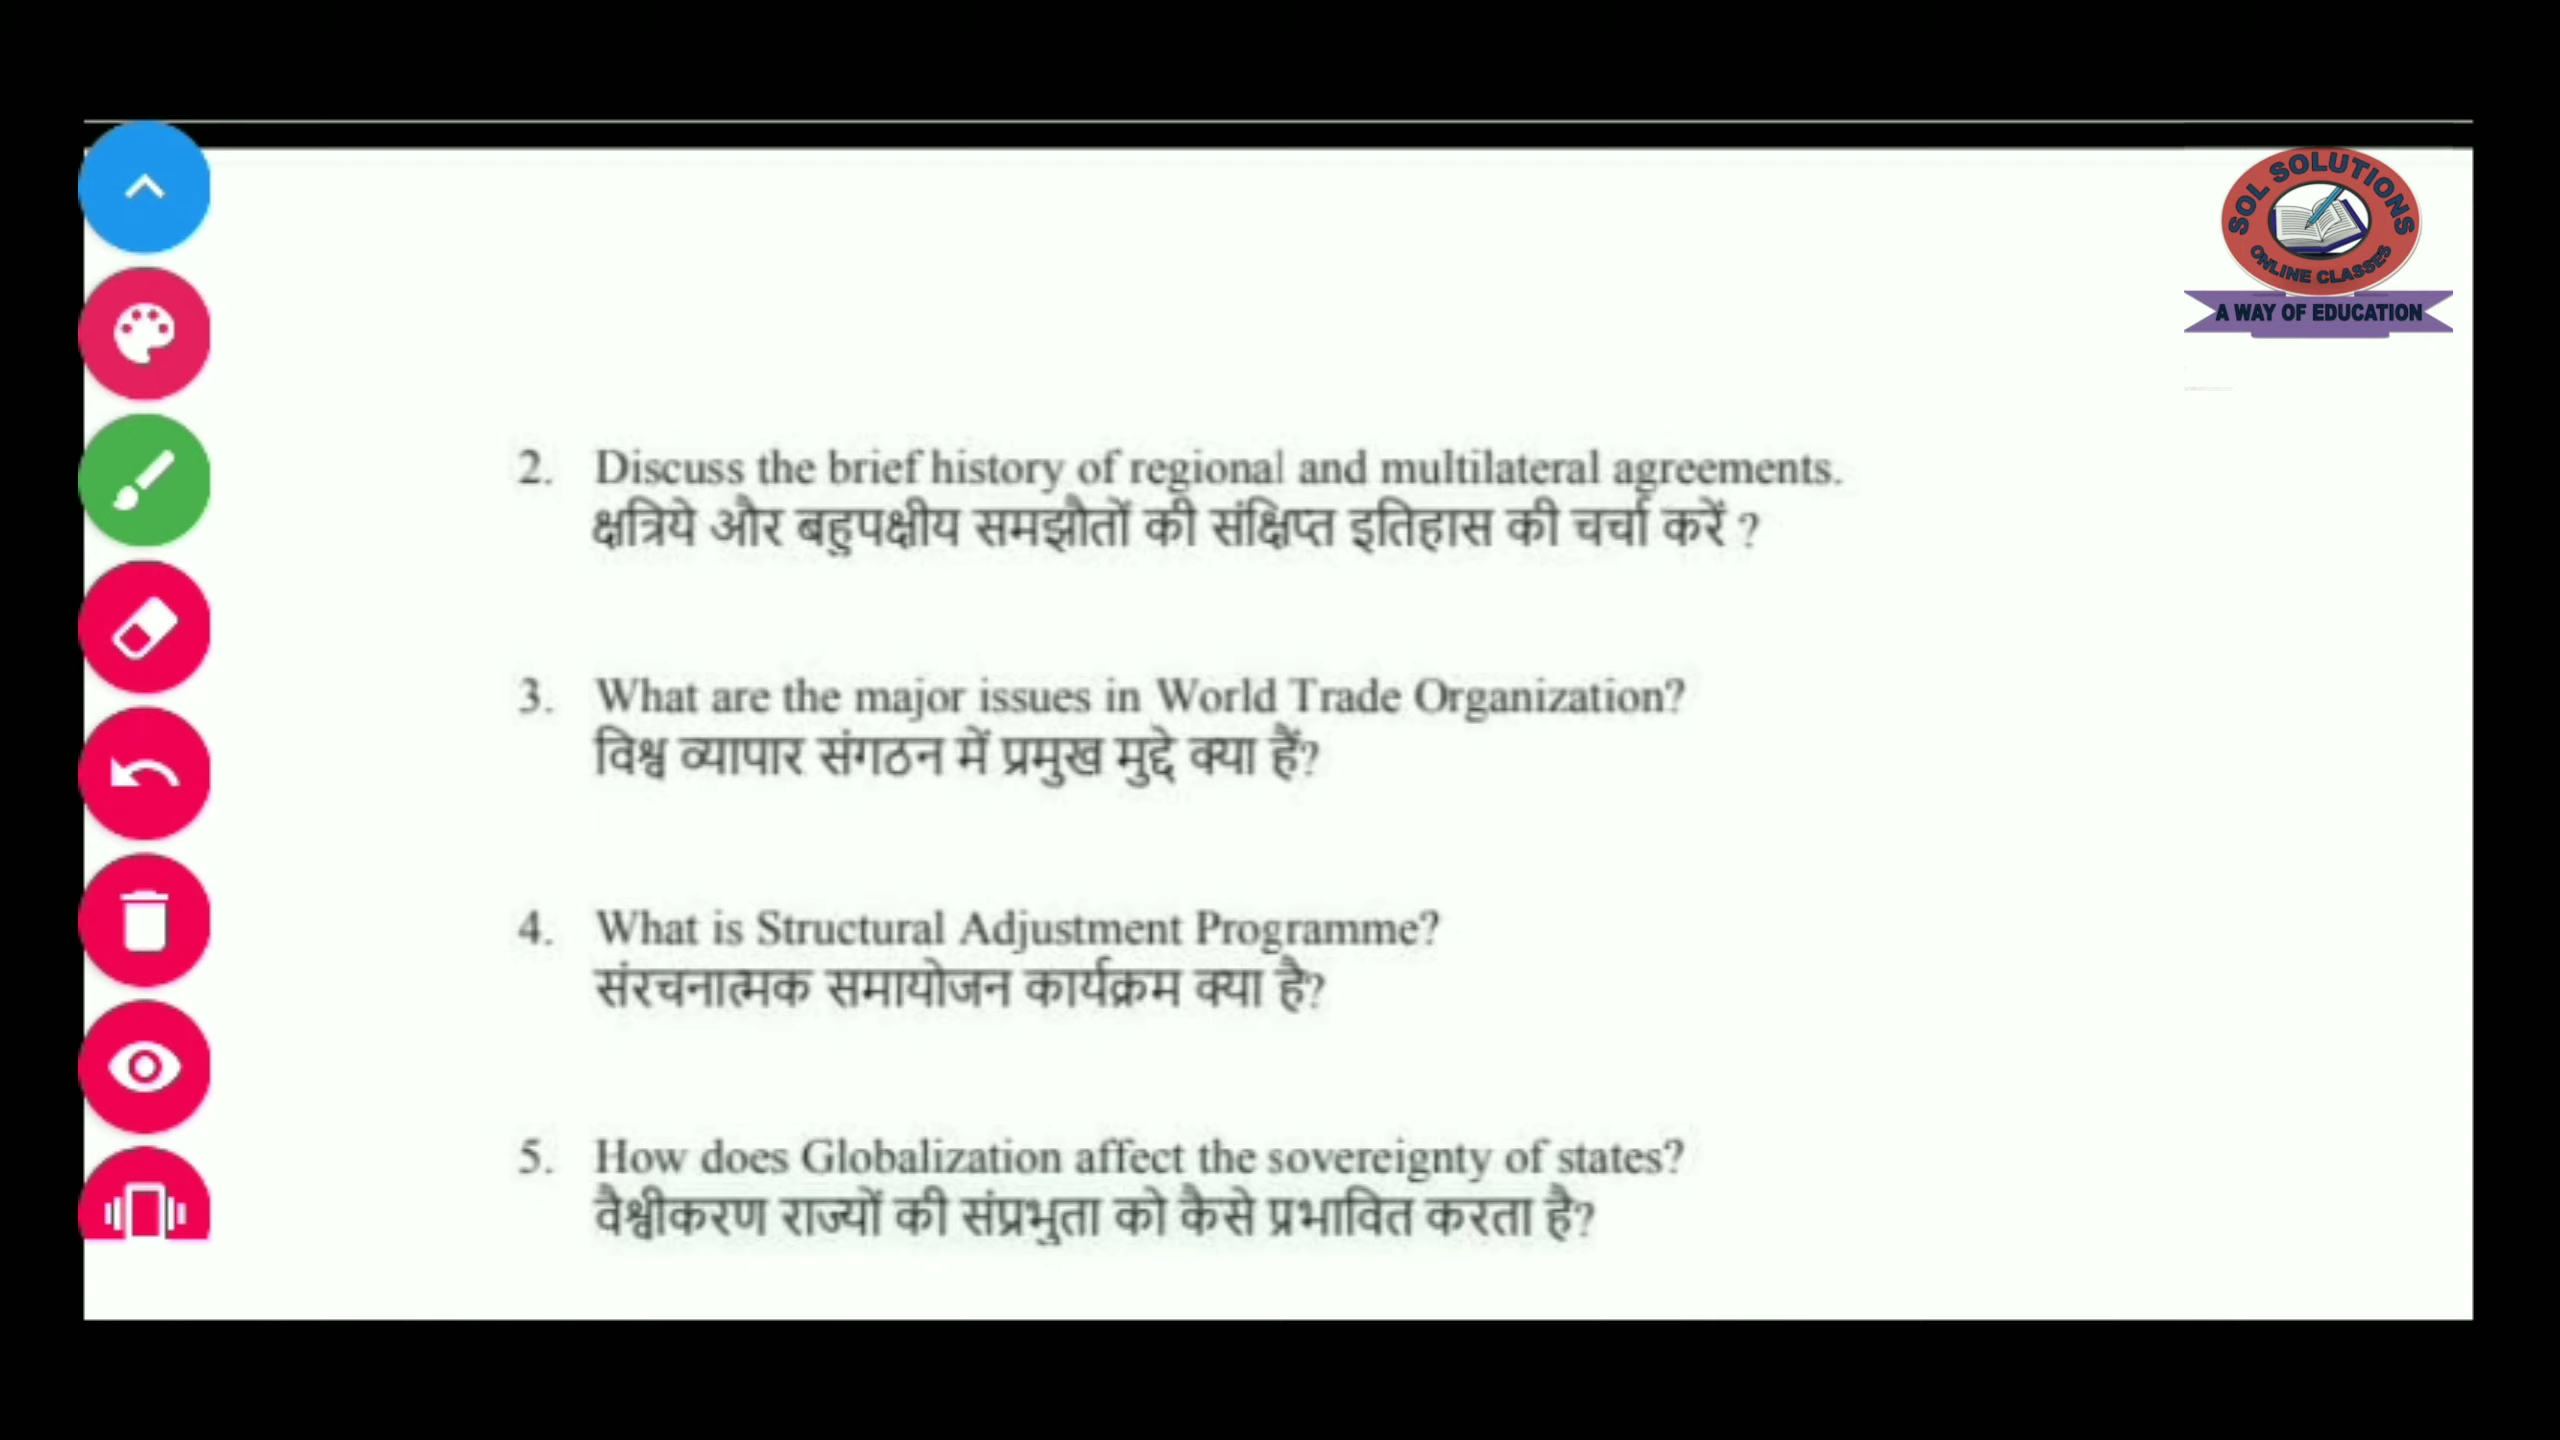 SOL SOLUTIONS
ONLINE CLASSES
A WAY OF EDUCATION
2. Discuss the brief history of regional and multilateral agreements.
क्षत्रिये और बहुपक्षीय समझौतों की संक्षिप्त इतिहास की चर्चा करें ?
3. What are the major issues in World Trade Organization?
विश्व व्यापार संगठन में प्रमुख मुद्दे क्या हैं?
4. What is Structural Adjustment Programme?
संरचनात्मक समायोजन कार्यक्रम क्या है?
5. How does Globalization affect the sovereignty of states?
वैश्वीकरण राज्यों की संप्रभुता को कैसे प्रभावित करता है?